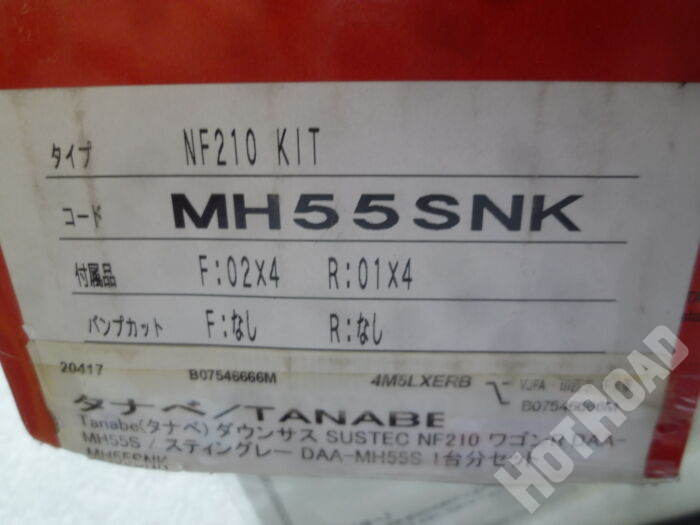 タイプ NF210 KIT
コード MH55SNK
付属品 F:02X4 R:01X4
バンプカット F:なし R:なし
20417 B07546666M 4M5LXERB
B07546666M
タナベ/TANABE
Tanabe(タナベ) ダウンサス SUSTEC NF210 ワゴンR DAA-
MH55S / スティングレー DAA-MH55S 1台分セット
MH55SNK
HOTROAD